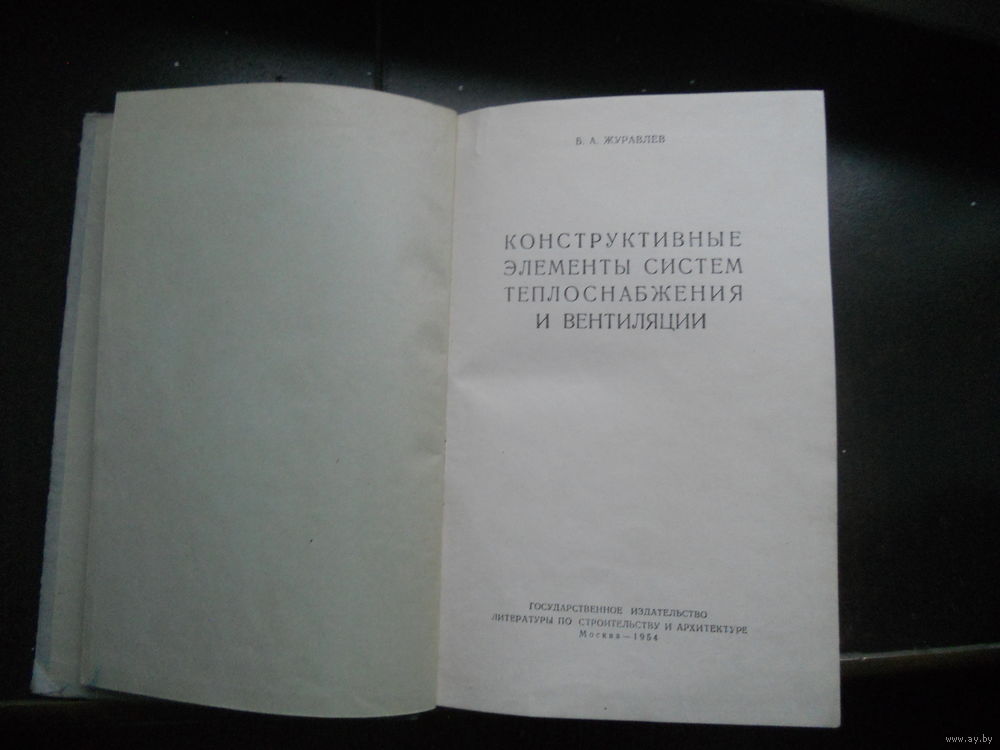 Б. А. ЖУРАВЛЕВ
КОНСТРУКТИВНЫЕ
ЭЛЕМЕНТЫ СИСТЕМ
ТЕПЛОСНАБЖЕНИЯ
И ВЕНТИЛЯЦИИ
ГОСУДАРСТВЕННОЕ ИЗДАТЕЛЬСТВО
ЛИТЕРАТУРЫ ПО СТРОИТЕЛЬСТВУ И АРХИТЕКТУРЕ
Москва — 1954
www.ay.by